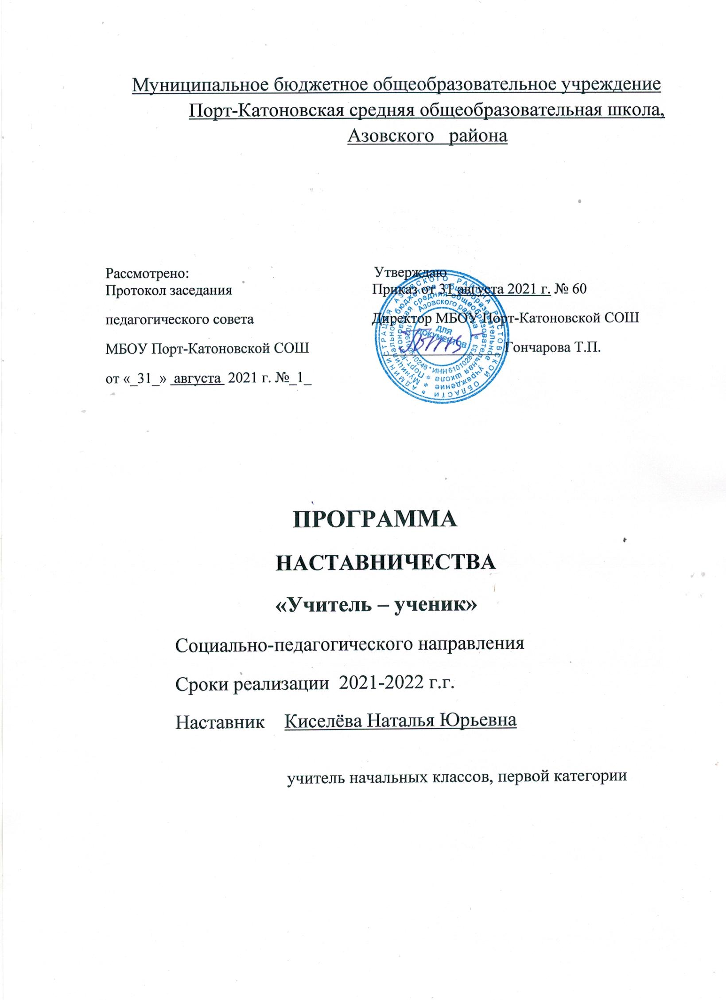 Муниципальное бюджетное общеобразовательное учреждение
Порт-Катоновская средняя общеобразовательная школа,
Азовского района
Рассмотрено:
Протокол заседания
педагогического совета
МБОУ Порт-Катоновской СОШ
от «_31_» августа 2021 г. №_1_
Утверждаю
Приказ от 31 августа 2021 г. № 60
Директор МБОУ Порт-Катоновской СОШ
Гончарова Т.П.
АДМИНИСТРАЦИЯ АЗОВСКОГО РАЙОНА РОСТОВСКОЙ ОБЛАСТИ *
Муниципальное бюджетное общеобразовательное учреждение *
Порт-Катоновская средняя общеобразовательная школа *
Азовского района *
ИНН 6101028733
ДЛЯ
ДОКУМЕНТОВ
ПРОГРАММА
НАСТАВНИЧЕСТВА
«Учитель – ученик»
Социально-педагогического направления
Сроки реализации 2021-2022 г.г.
Наставник Киселёва Наталья Юрьевна
учитель начальных классов, первой категории